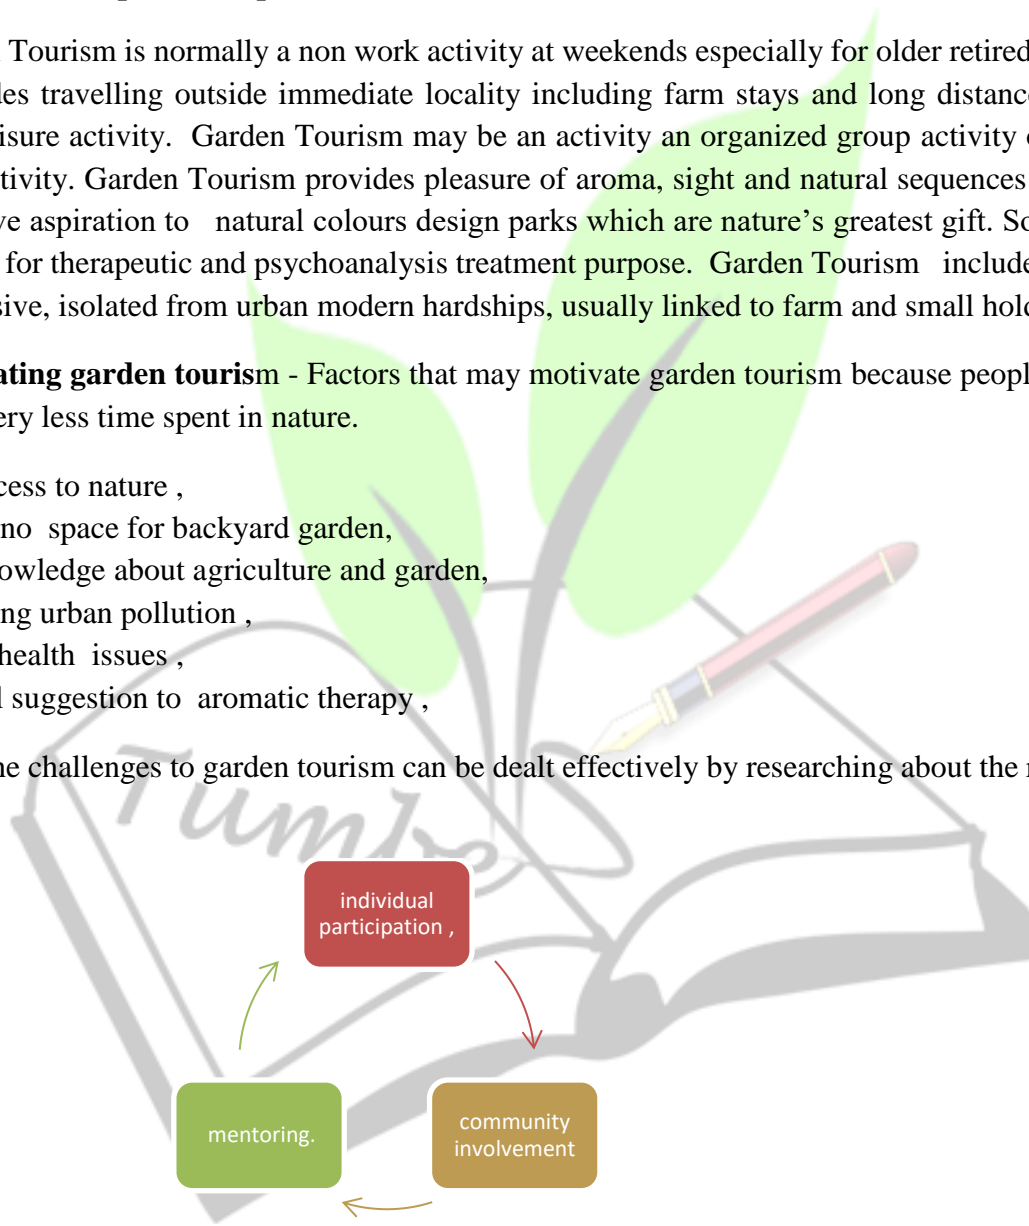 Tourism is normally a non work activity at weekends especially for older retired
des travelling outside immediate locality including farm stays and long distance
isure activity. Garden Tourism may be an activity an organized group activity
tivity. Garden Tourism provides pleasure of aroma, sight and natural sequences
ve aspiration to natural colours design parks which are nature's greatest gift. So
for therapeutic and psychoanalysis treatment purpose. Garden Tourism include
sive, isolated from urban modern hardships, usually linked to farm and small hold
ating garden tourism - Factors that may motivate garden tourism because peopl
ery less time spent in nature.
cess to nature ,
no space for backyard garden,
owledge about agriculture and garden,
ng urban pollution ,
health issues ,
l suggestion to aromatic therapy ,
ne challenges to garden tourism can be dealt effectively by researching about the
Tumbe
individual
participation ,
mentoring.
community
involvement